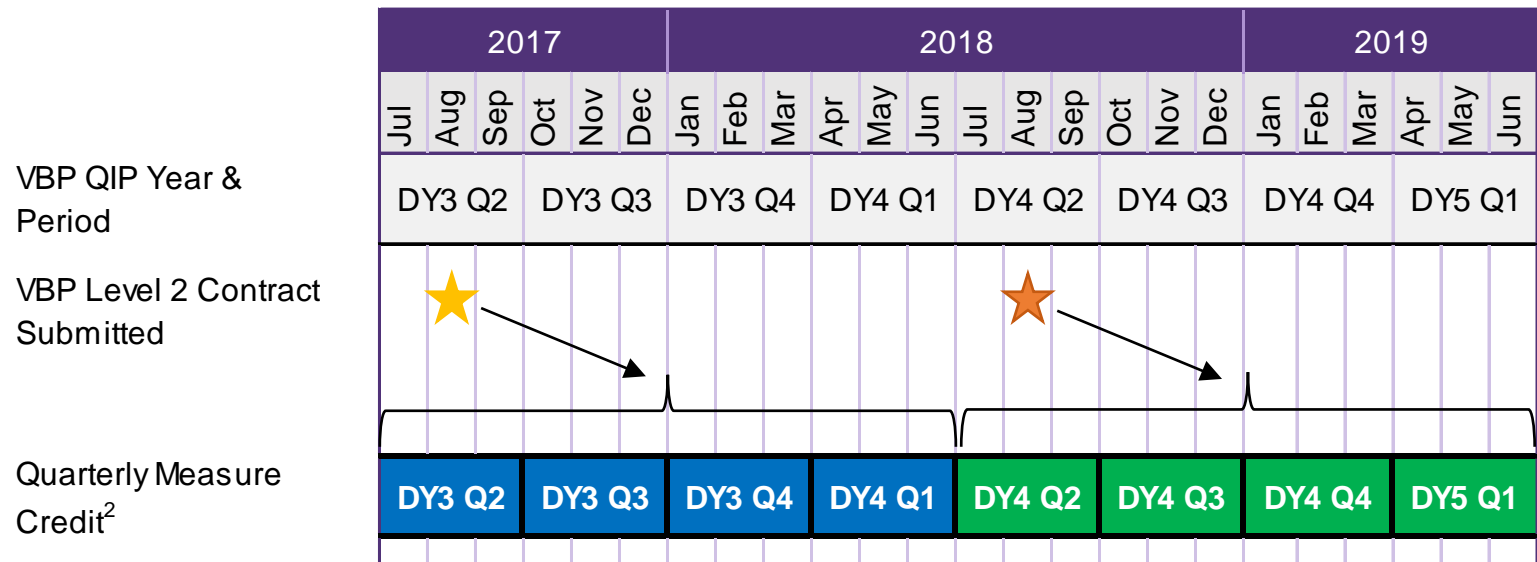 2017 2018 2019
Jul Aug Sep Oct Nov Dec Jan Feb Mar Apr May Jun Jul Aug Sep Oct Nov Dec Jan Feb Mar Apr May Jun
VBP QIP Year &
Period
DY3 Q2 DY3 Q3 DY3 Q4 DY4 Q1 DY4 Q2 DY4 Q3 DY4 Q4 DY5 Q1
VBP Level 2 Contract
Submitted
Quarterly Measure
Credit²
DY3 Q2 DY3 Q3 DY3 Q4 DY4 Q1 DY4 Q2 DY4 Q3 DY4 Q4 DY5 Q1